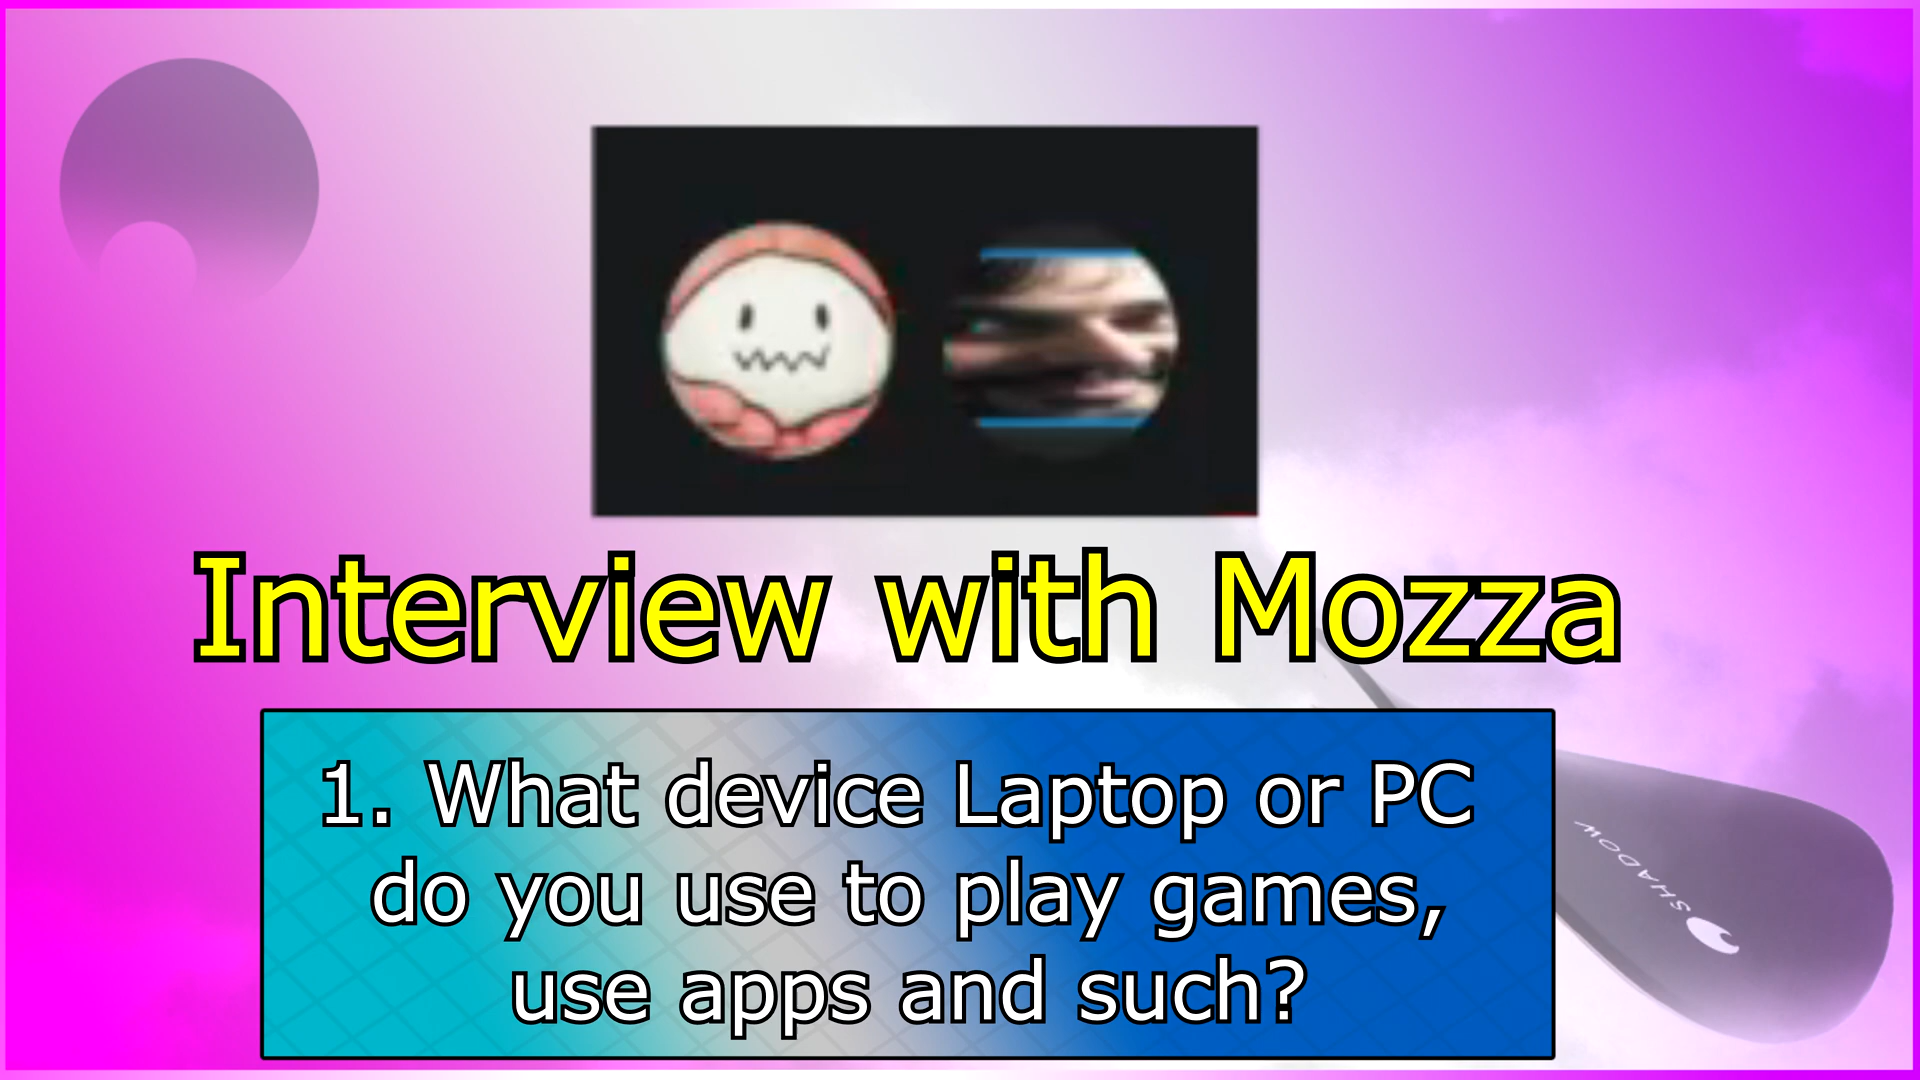 Interview with Mozza
1. What device Laptop or PC
do you use to play games,
use apps and such?
SHADOW